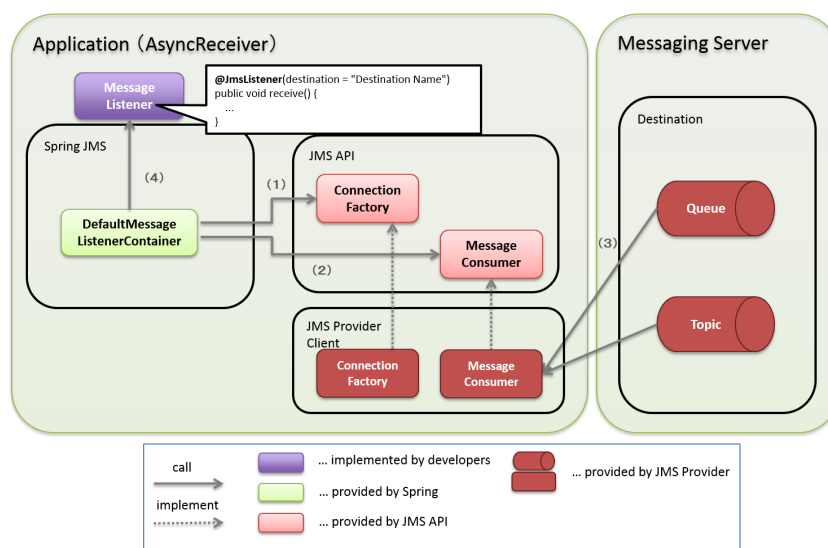 Application（AsyncReceiver）
Messaging Server
Message
Listener
@JmsListener(destination = "Destination Name")
public void receive() {
...
}
Spring JMS
(4)
DefaultMessage
ListenerContainer
(1)
(2)
JMS API
Connection
Factory
Message
Consumer
JMS Provider
Client
Connection
Factory
Message
Consumer
(3)
Destination
Queue
Topic
call
implement
... implemented by developers
... provided by Spring
... provided by JMS API
... provided by JMS Provider